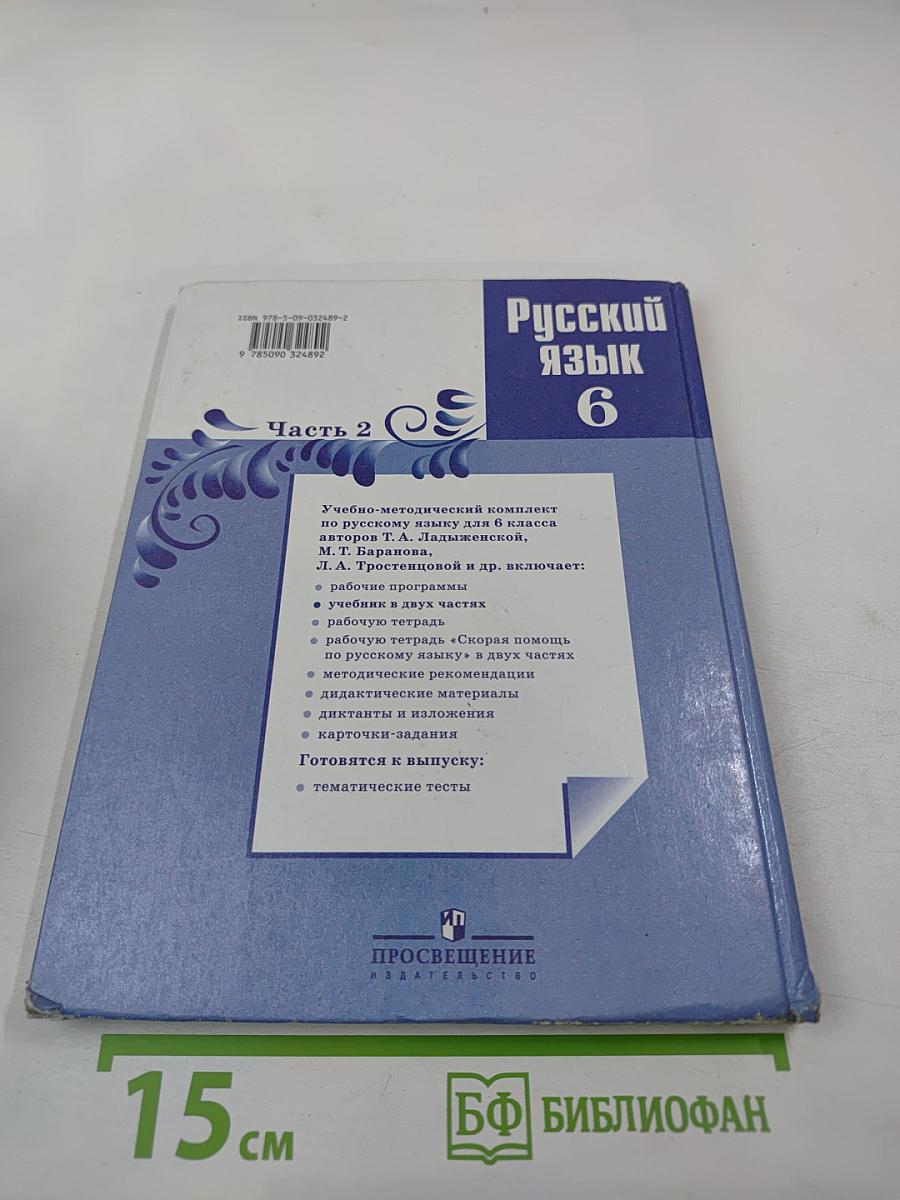 ISBN 978-5-09-032489-2
9 785090 324892
Русский
язык
6
Часть 2
Учебно-методический комплект
по русскому языку для 6 класса
авторов Т. А. Ладыженской,
М. Т. Баранова,
Л. А. Тростенцовой и др. включает:
• рабочие программы
• учебник в двух частях
• рабочую тетрадь
• рабочую тетрадь «Скорая помощь
по русскому языку» в двух частях
• методические рекомендации
• дидактические материалы
• диктанты и изложения
• карточки-задания
Готовятся к выпуску:
• тематические тесты
ИП
ПРОСВЕЩЕНИЕ
ИЗДАТЕЛЬСТВО
15 см
БФ БИБЛИОФАН